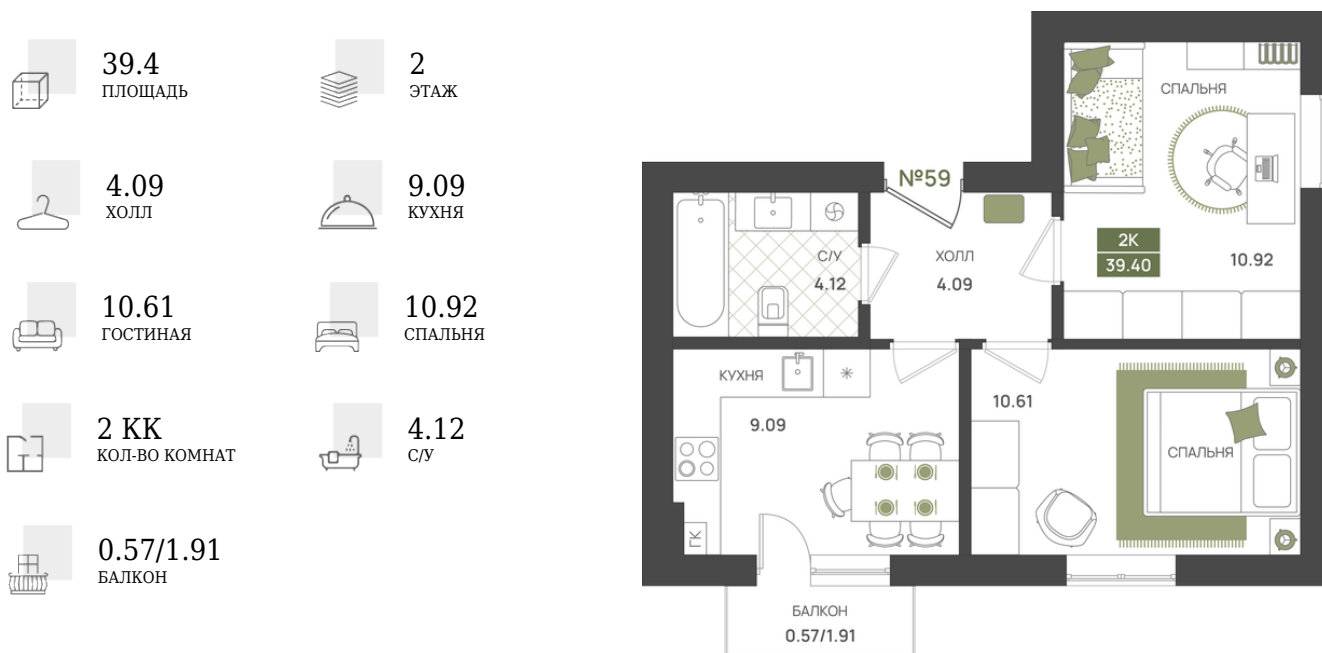 39.4
ПЛОЩАДЬ
2
ЭТАЖ
4.09
ХОЛЛ
9.09
КУХНЯ
10.61
ГОСТИНАЯ
10.92
СПАЛЬНЯ
2 КК
КОЛ-ВО КОМНАТ
4.12
С/У
0.57/1.91
БАЛКОН
СПАЛЬНЯ
№59
2К
39.40
10.92
С/У
4.12
ХОЛЛ
4.09
КУХНЯ
9.09
10.61
СПАЛЬНЯ
ГК
БАЛКОН
0.57/1.91